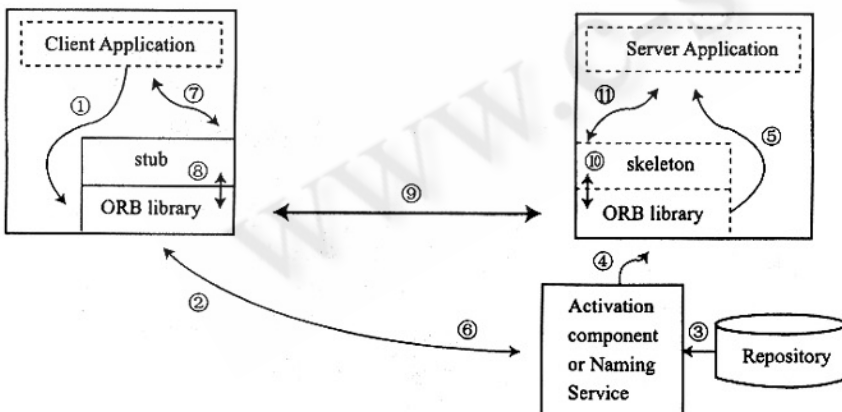 Client Application
①
⑦
stub
⑧
ORB library
⑨
Server Application
⑪
⑤
⑩
skeleton
ORB library
④
②
⑥
Activation
component
or Naming
Service
③
Repository
www.c-s